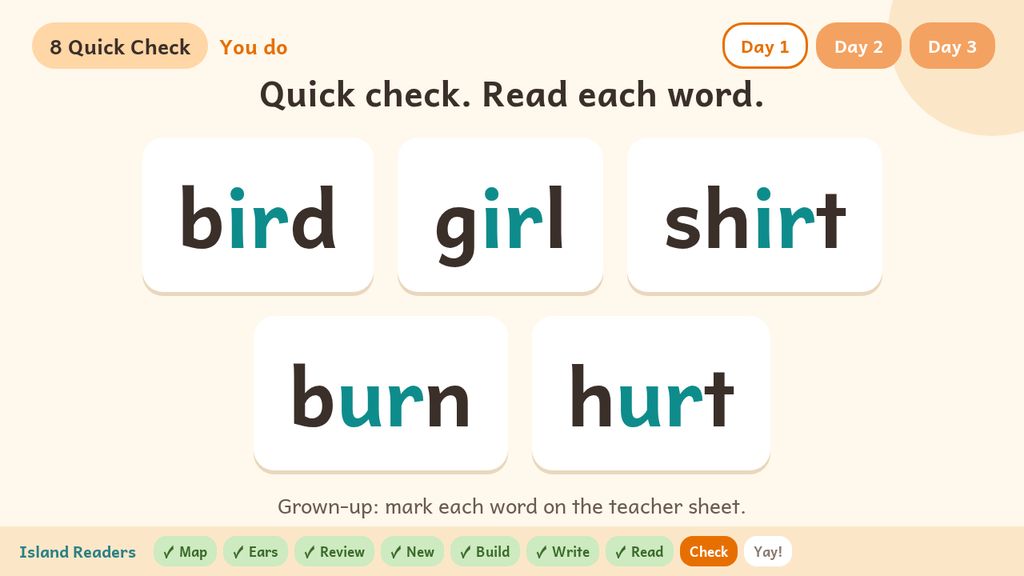 8 Quick Check You do Day 1 Day 2 Day 3
Quick check. Read each word.
bird girl shirt
burn hurt
Grown-up: mark each word on the teacher sheet.
Island Readers ✓ Map ✓ Ears ✓ Review ✓ New ✓ Build ✓ Write ✓ Read Check Yay!